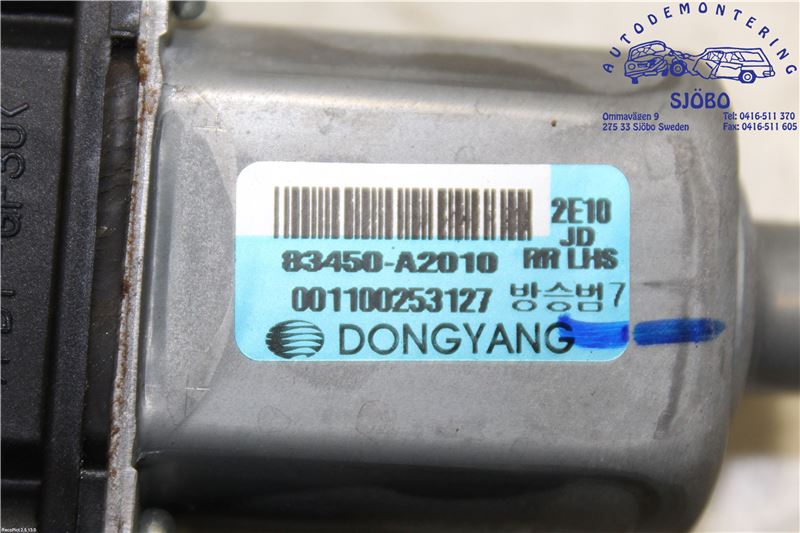 AUTODEMONTERING
SJÖBO
Ommavägen 9
275 33 Sjöbo Sweden
Tel: 0416-511 370
Fax: 0416-511 605
2E10
JD
83450-A2010 RR LHS
001100253127 방승범7
DONGYANG